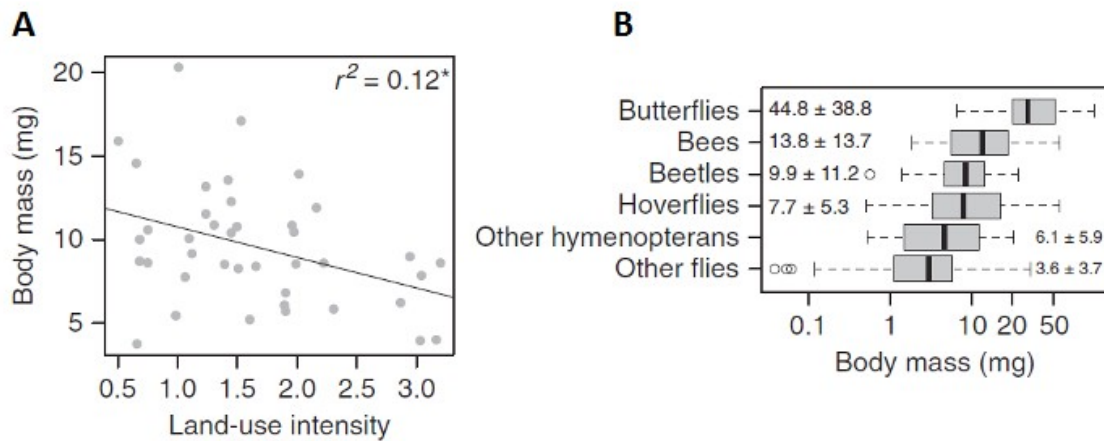 A
r² = 0.12*
20
15
10
5
Body mass (mg)
0.5 1.0 1.5 2.0 2.5 3.0
Land-use intensity
B
Butterflies 44.8 ± 38.8
Bees 13.8 ± 13.7
Beetles 9.9 ± 11.2
Hoverflies 7.7 ± 5.3
Other hymenopterans 6.1 ± 5.9
Other flies 3.6 ± 3.7
0.1 1 10 20 50
Body mass (mg)